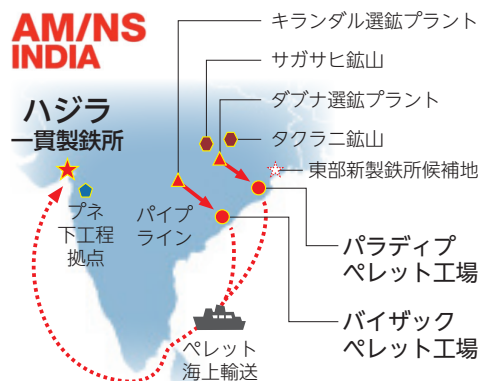 AM/NS
INDIA
キランダル選鉱プラント
サガサヒ鉱山
ダブナ選鉱プラント
タクラニ鉱山
東部新製鉄所候補地
ハジラ
一貫製鉄所
プネ
下工程
拠点
パイプ
ライン
パラディプ
ペレット工場
バイザック
ペレット工場
ペレット
海上輸送